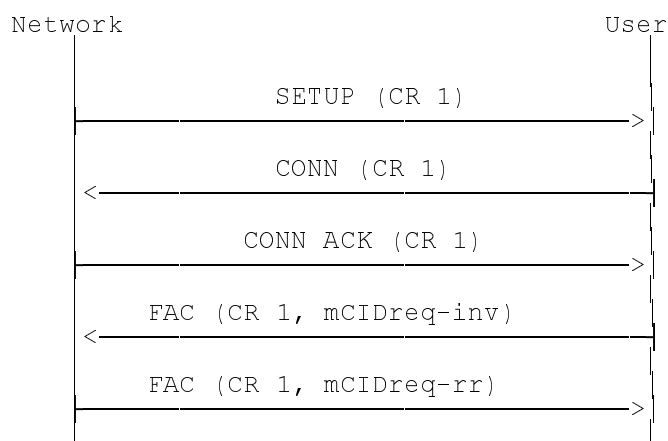 Network User
SETUP (CR 1)
CONN (CR 1)
CONN ACK (CR 1)
FAC (CR 1, mCIDreq-inv)
FAC (CR 1, mCIDreq-rr)